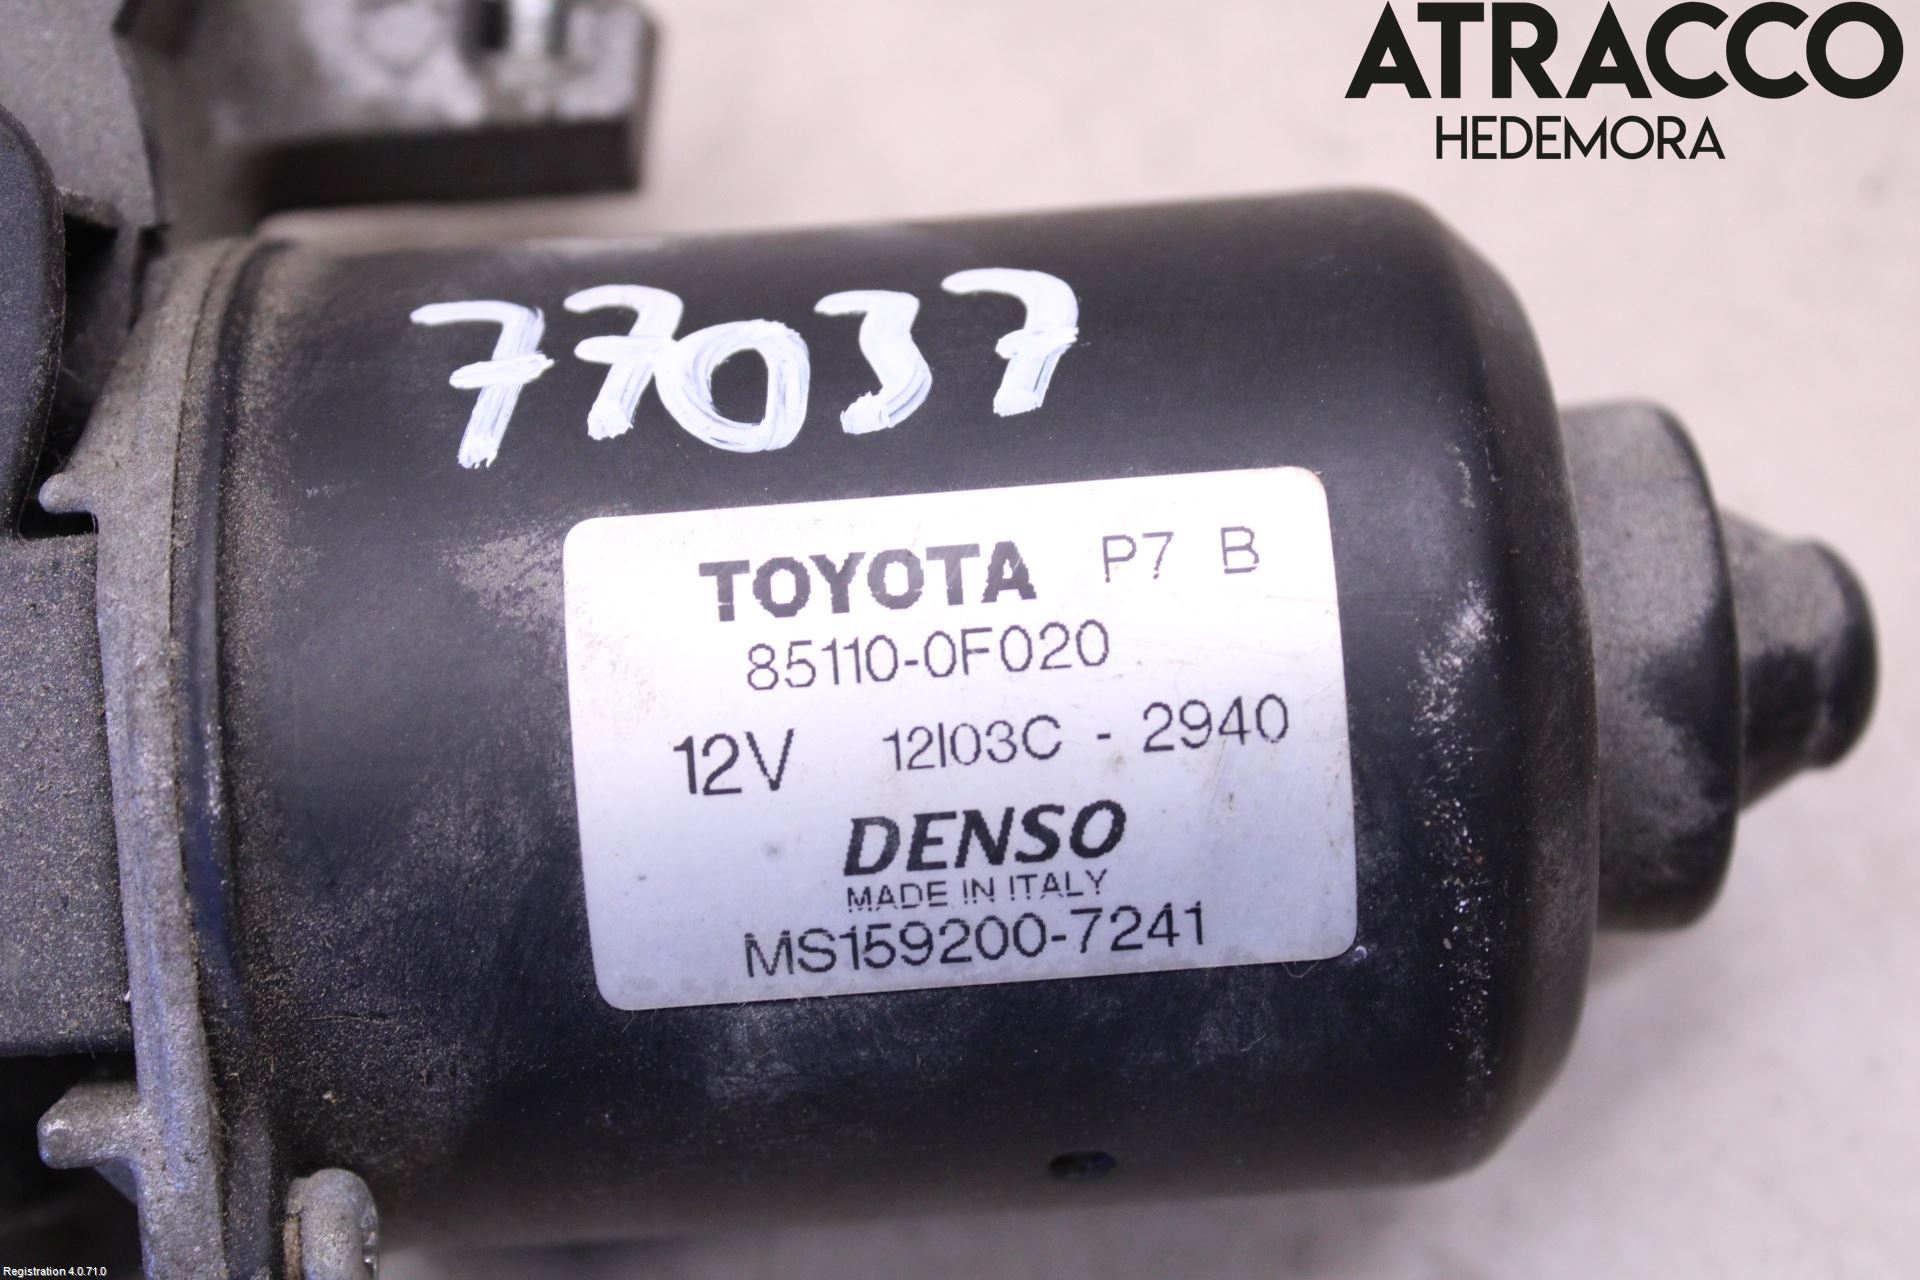 ATRACCO
HEDEMORA
77037
TOYOTA P7 B
85110-0F020
12V 12I03C - 2940
DENSO
MADE IN ITALY
MS159200-7241
Registration 4.0.71.0